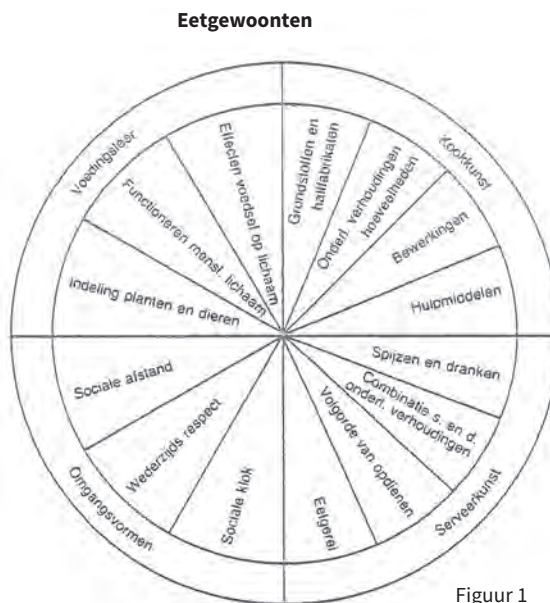 Eetgewoonten
Voedingsleer
Kookkunst
Effecten voedsel op lichaam
Functioneren mensl. lichaam
Indeling planten en dieren
Grondstoffen en
halffabrikaten
Onderl. verhoudingen
hoeveelheden
Bewerkingen
Hulpmiddelen
Sociale afstand
Wederzijds respect
Sociale klok
Omgangsvormen
Spijzen en dranken
Combinatie s. en d.
onderl. verhoudingen
Volgorde van opdienen
Eetgerei
Serveerkunst
Figuur 1